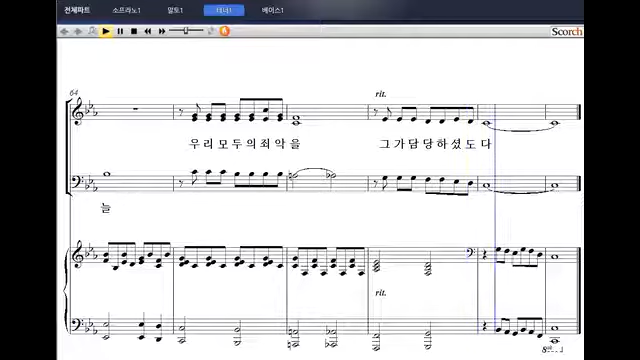 전체파트 소프라노1 알토1 테너1 베이스1
Scorch
64
rit.
우리모두의죄악을 그가담당하셨도다
늘
rit.
8vb